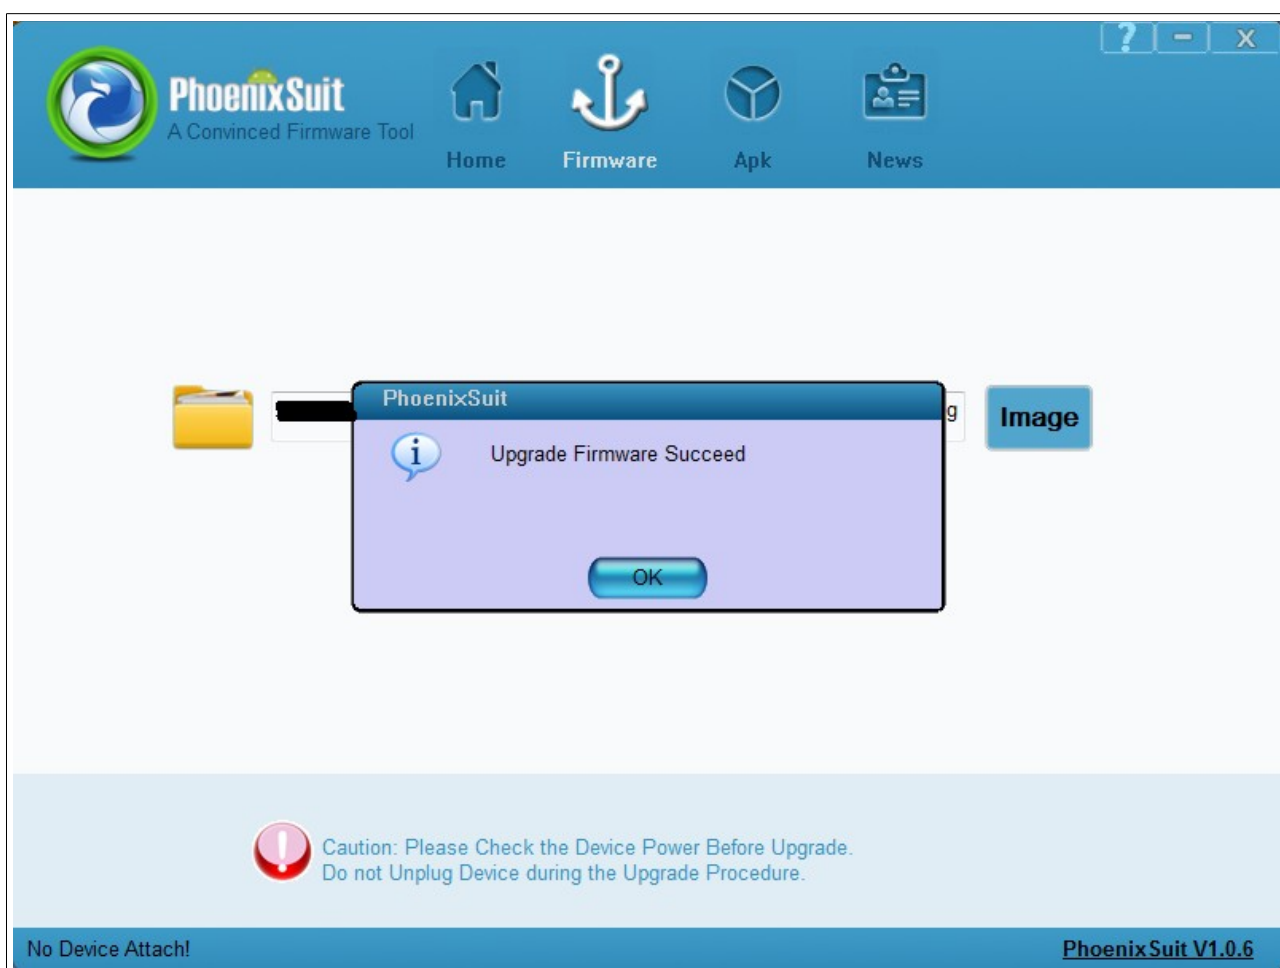 ? - x
PhoenixSuit
A Convinced Firmware Tool
Home Firmware Apk News
PhoenixSuit
g
Image
Upgrade Firmware Succeed
OK
Caution: Please Check the Device Power Before Upgrade.
Do not Unplug Device during the Upgrade Procedure.
No Device Attach!
PhoenixSuit V1.0.6